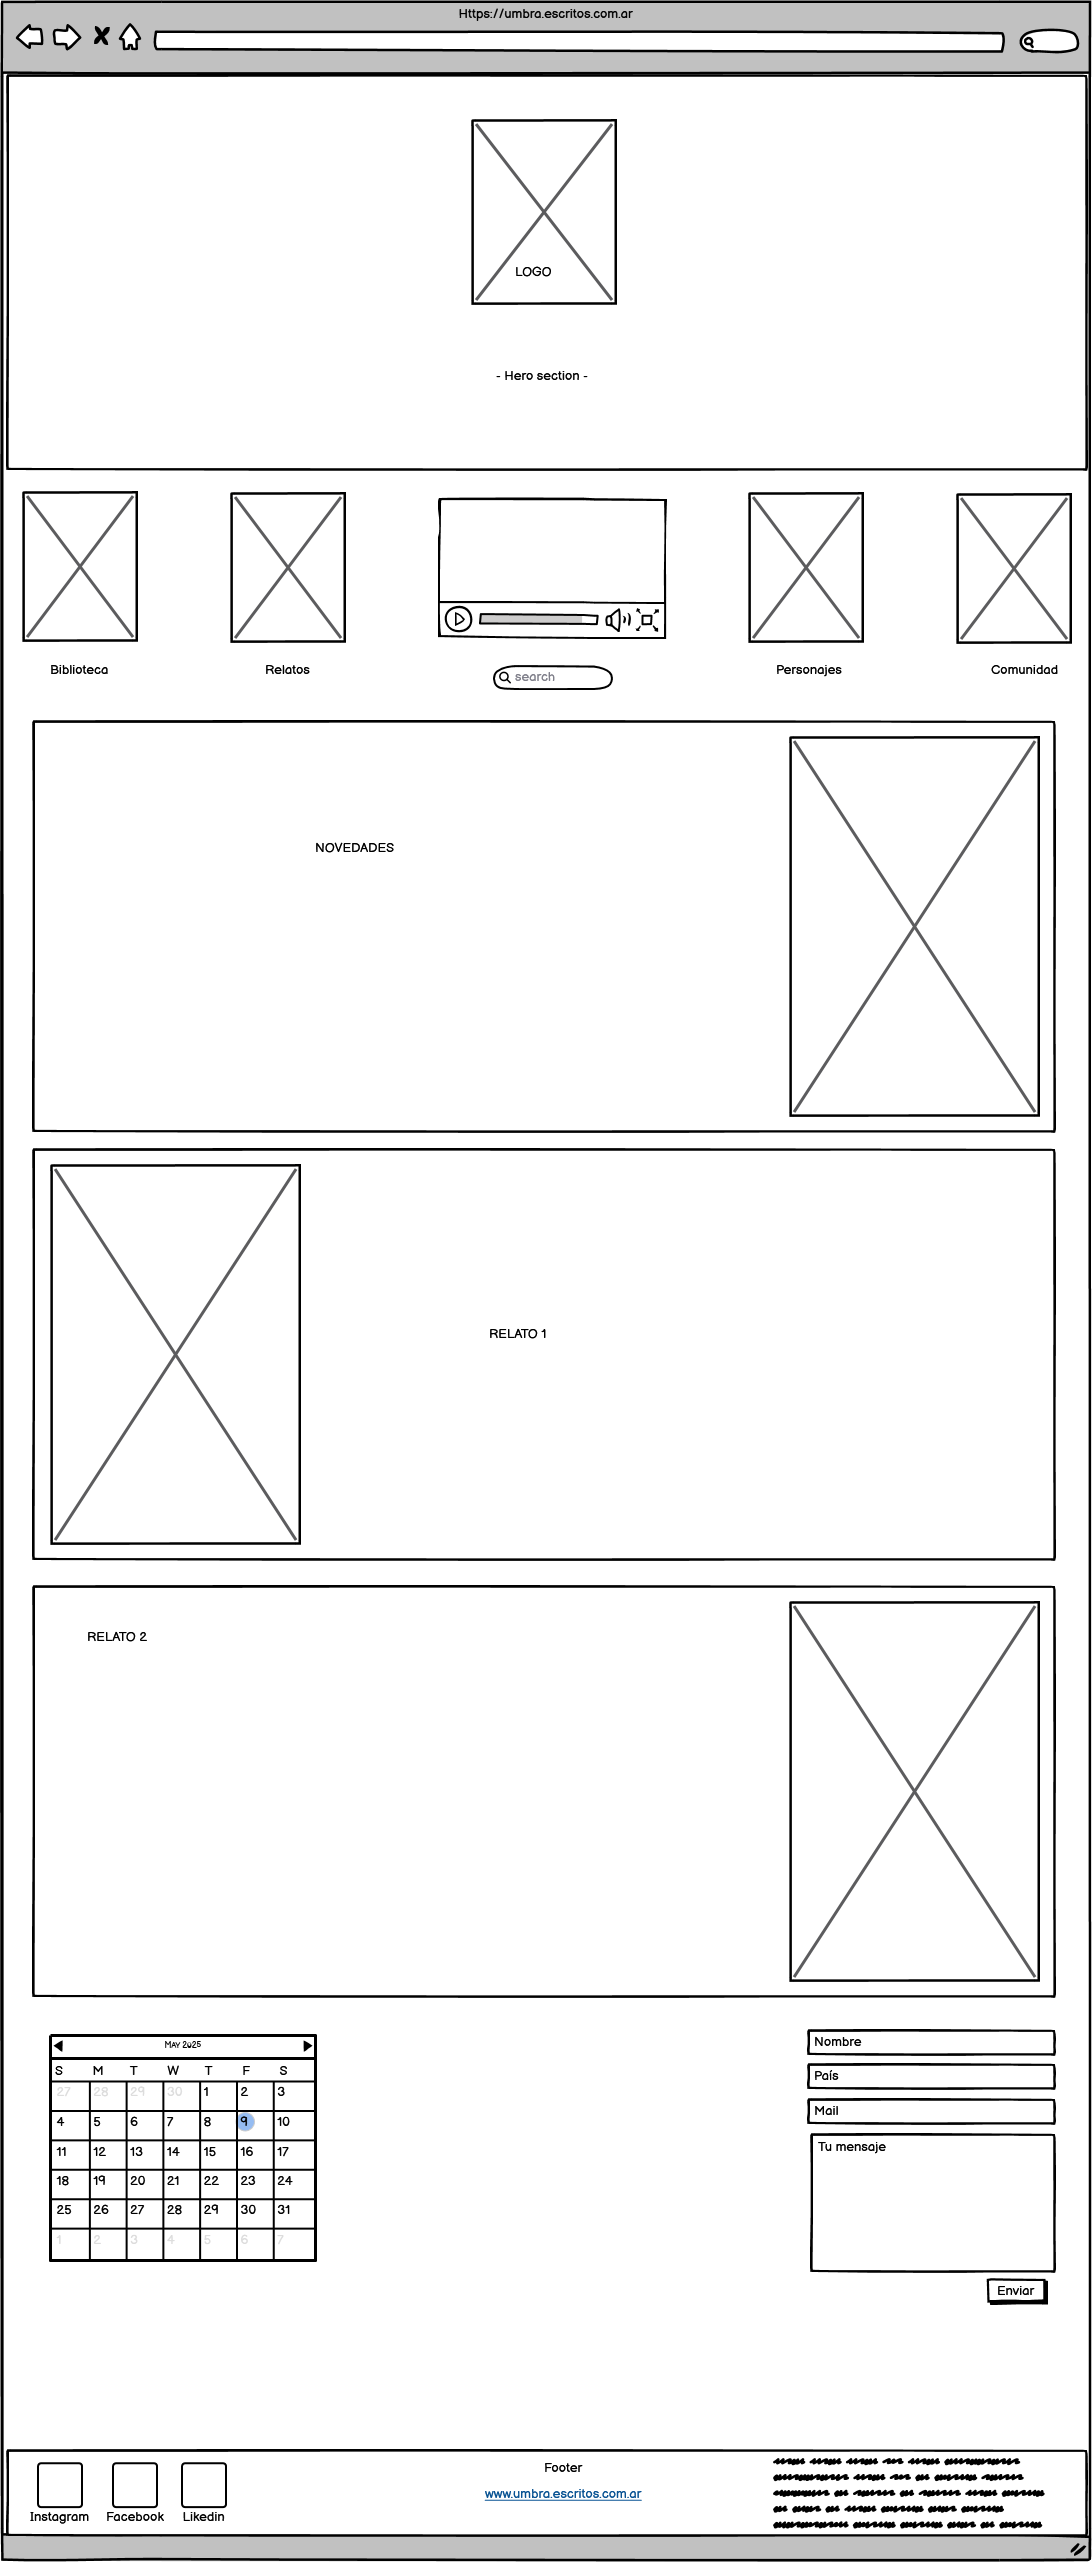 Https://umbra.escritos.com.ar
LOGO
- Hero section -
Biblioteca
Relatos
search
Personajes
Comunidad
NOVEDADES
RELATO 1
RELATO 2
MAY 2025
S M T W T F S
27 28 29 30 1 2 3
4 5 6 7 8 9 10
11 12 13 14 15 16 17
18 19 20 21 22 23 24
25 26 27 28 29 30 31
1 2 3 4 5 6 7
Nombre
País
Mail
Tu mensaje
Enviar
Instagram
Facebook
Likedin
Footer
www.umbra.escritos.com.ar